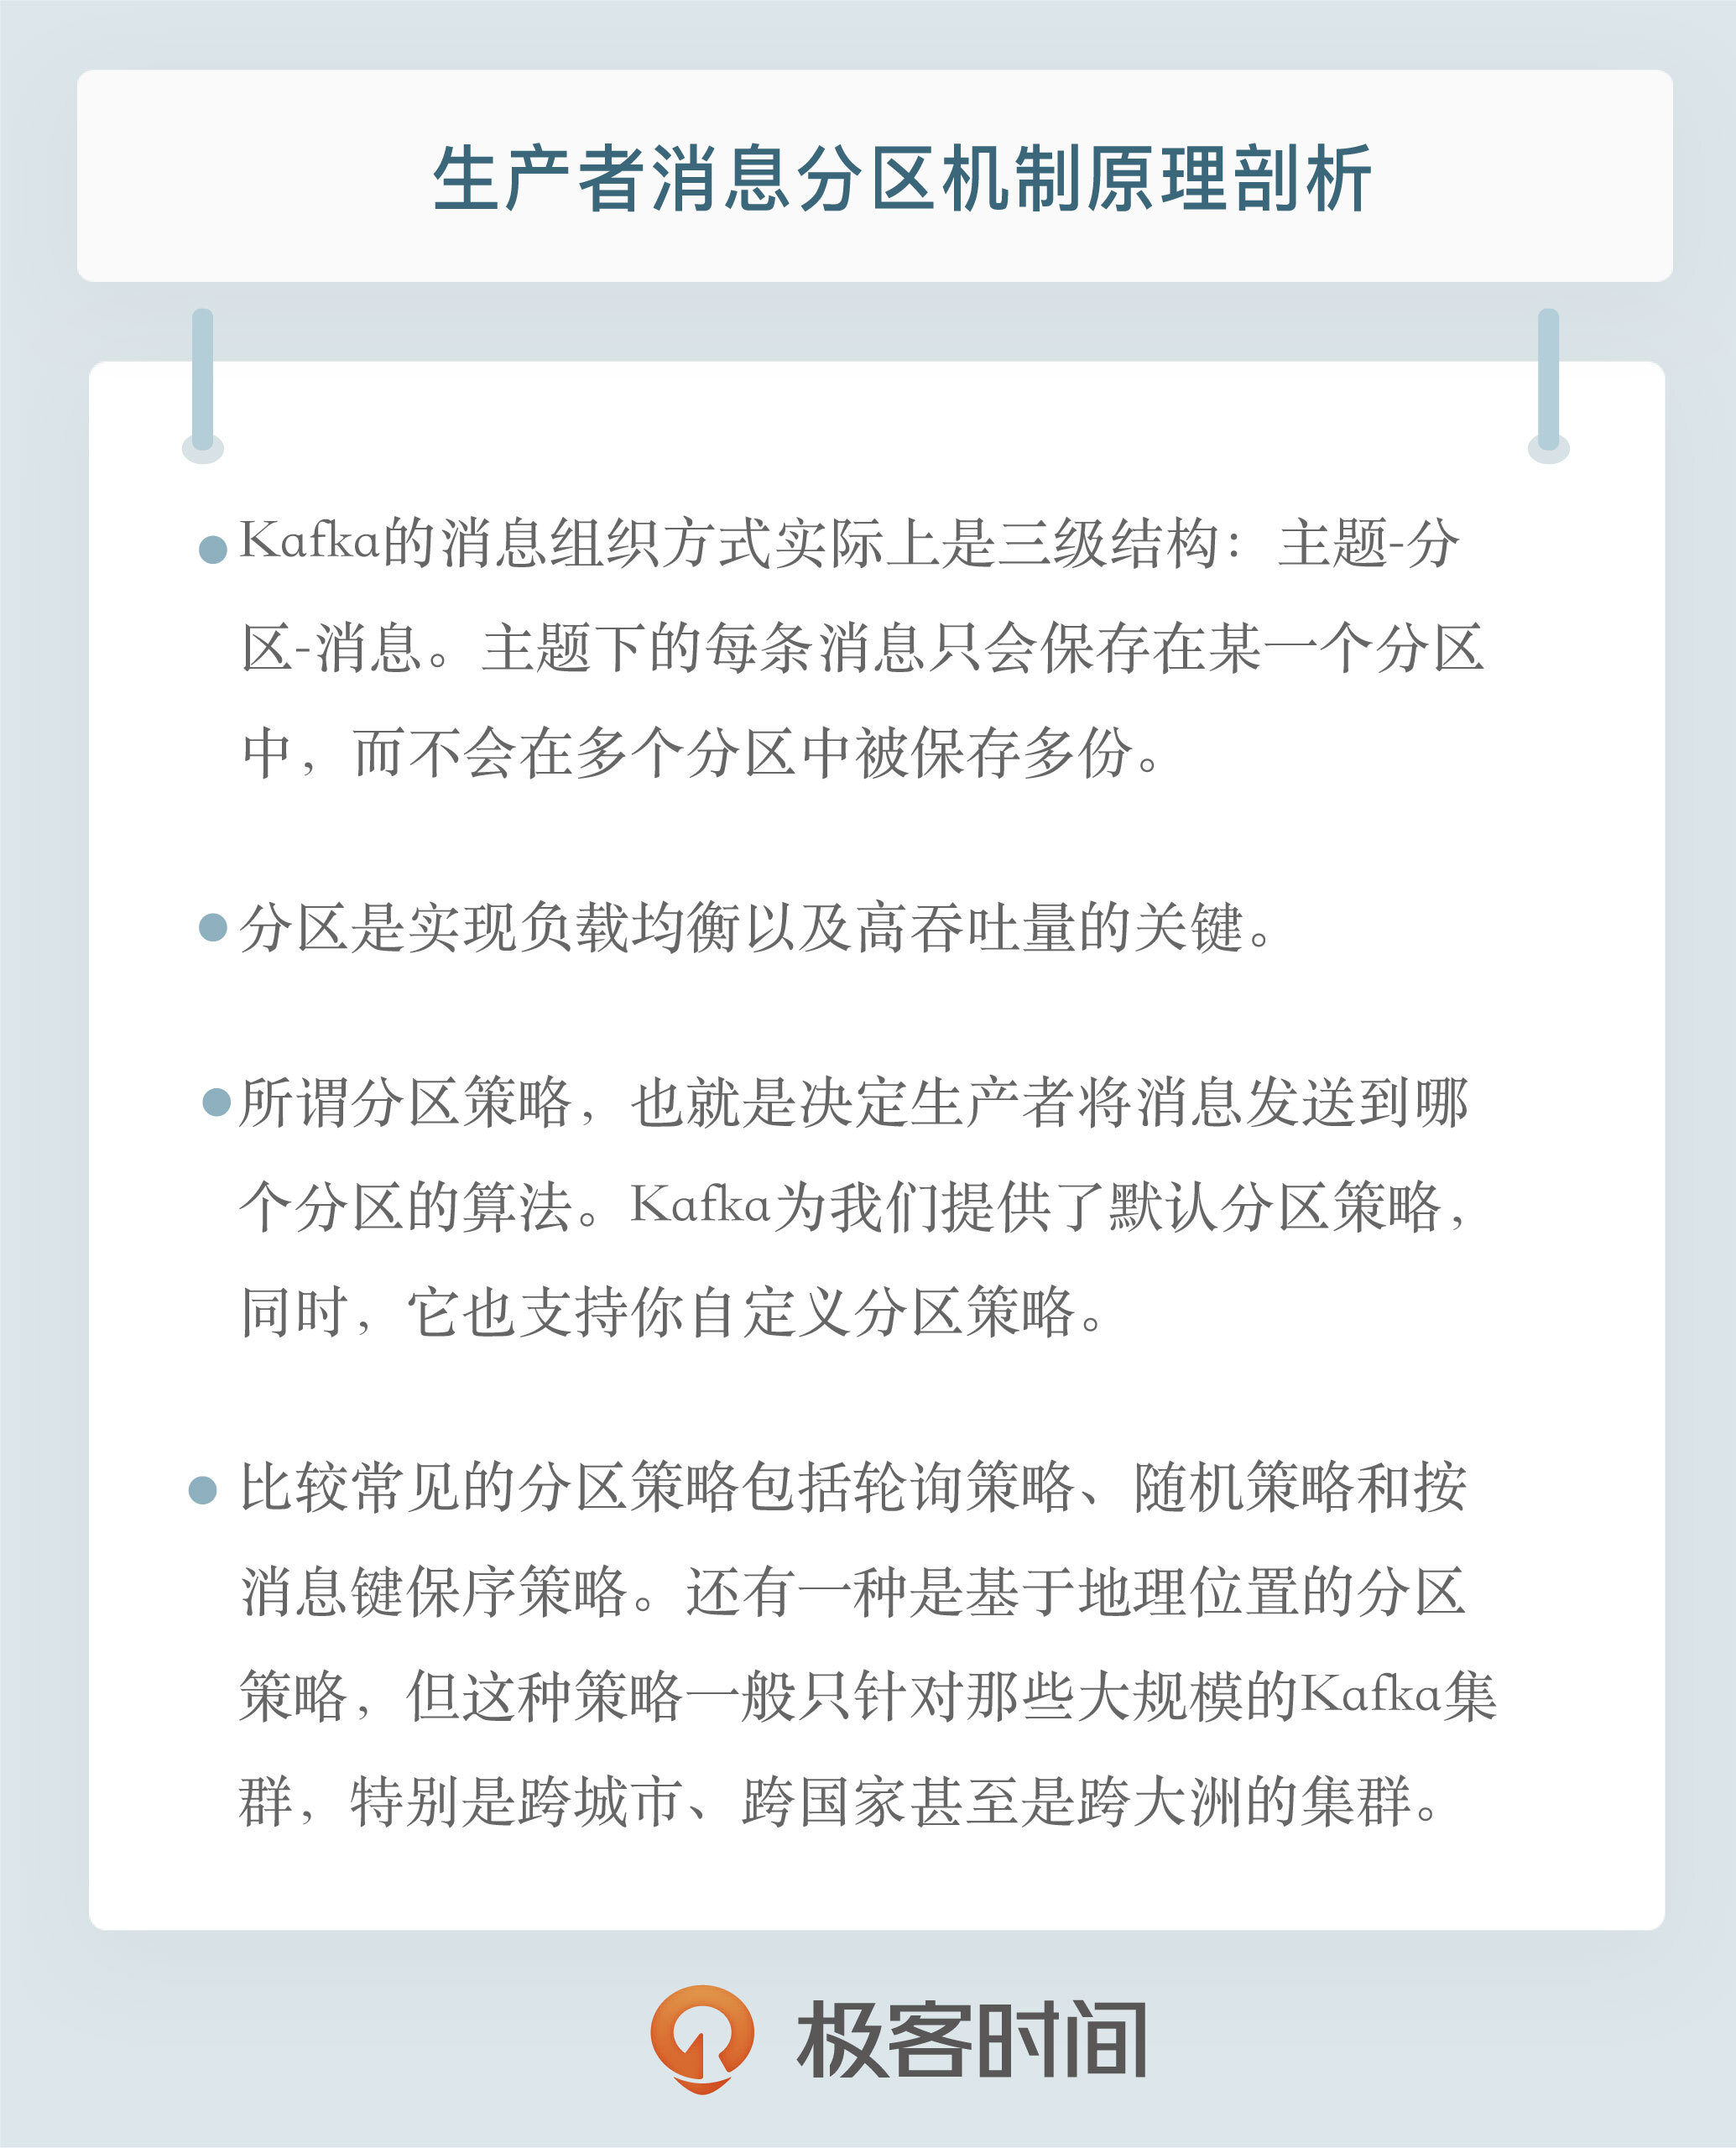 生产者消息分区机制原理剖析
Kafka的消息组织方式实际上是三级结构：主题-分
区-消息。主题下的每条消息只会保存在某一个分区
中，而不会在多个分区中被保存多份。
分区是实现负载均衡以及高吞吐量的关键。
所谓分区策略，也就是决定生产者将消息发送到哪
个分区的算法。Kafka为我们提供了默认分区策略，
同时，它也支持你自定义分区策略。
比较常见的分区策略包括轮询策略、随机策略和按
消息键保序策略。还有一种是基于地理位置的分区
策略，但这种策略一般只针对那些大规模的Kafka集
群，特别是跨城市、跨国家甚至是跨大洲的集群。
极客时间